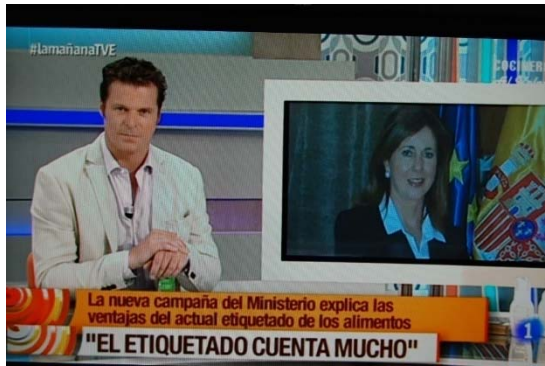 #lamañanaTVE
COCINER
La nueva campaña del Ministerio explica las
ventajas del actual etiquetado de los alimentos
"EL ETIQUETADO CUENTA MUCHO"
1